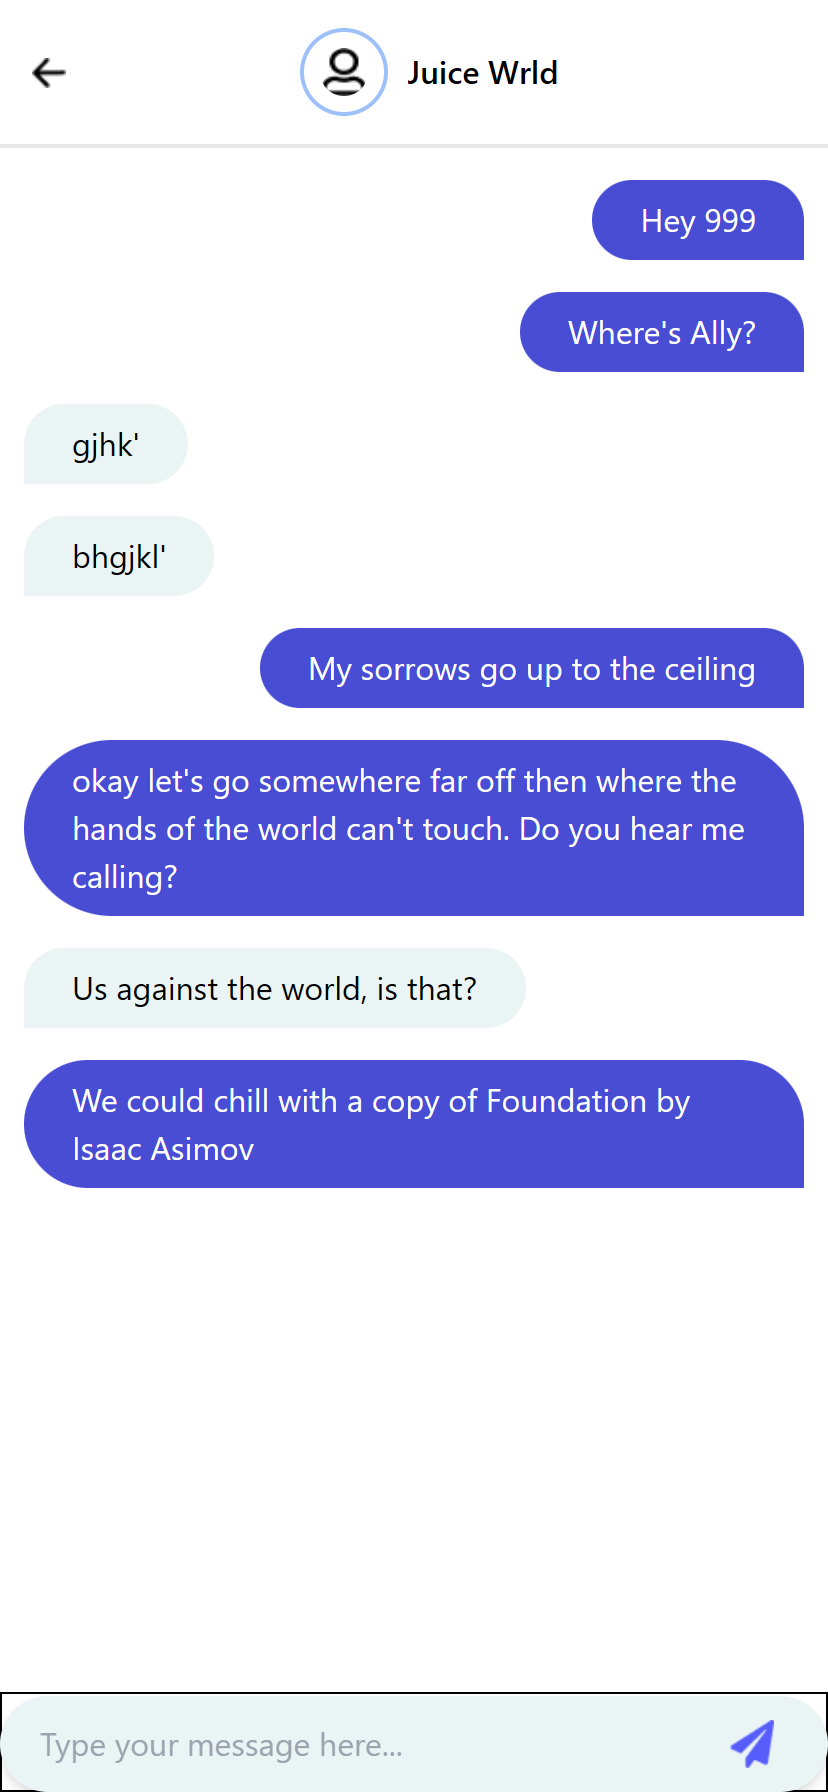 Juice Wrld
Hey 999
Where's Ally?
gjhk'
bhgjkl'
My sorrows go up to the ceiling
okay let's go somewhere far off then where the
hands of the world can't touch. Do you hear me
calling?
Us against the world, is that?
We could chill with a copy of Foundation by
Isaac Asimov
Type your message here...